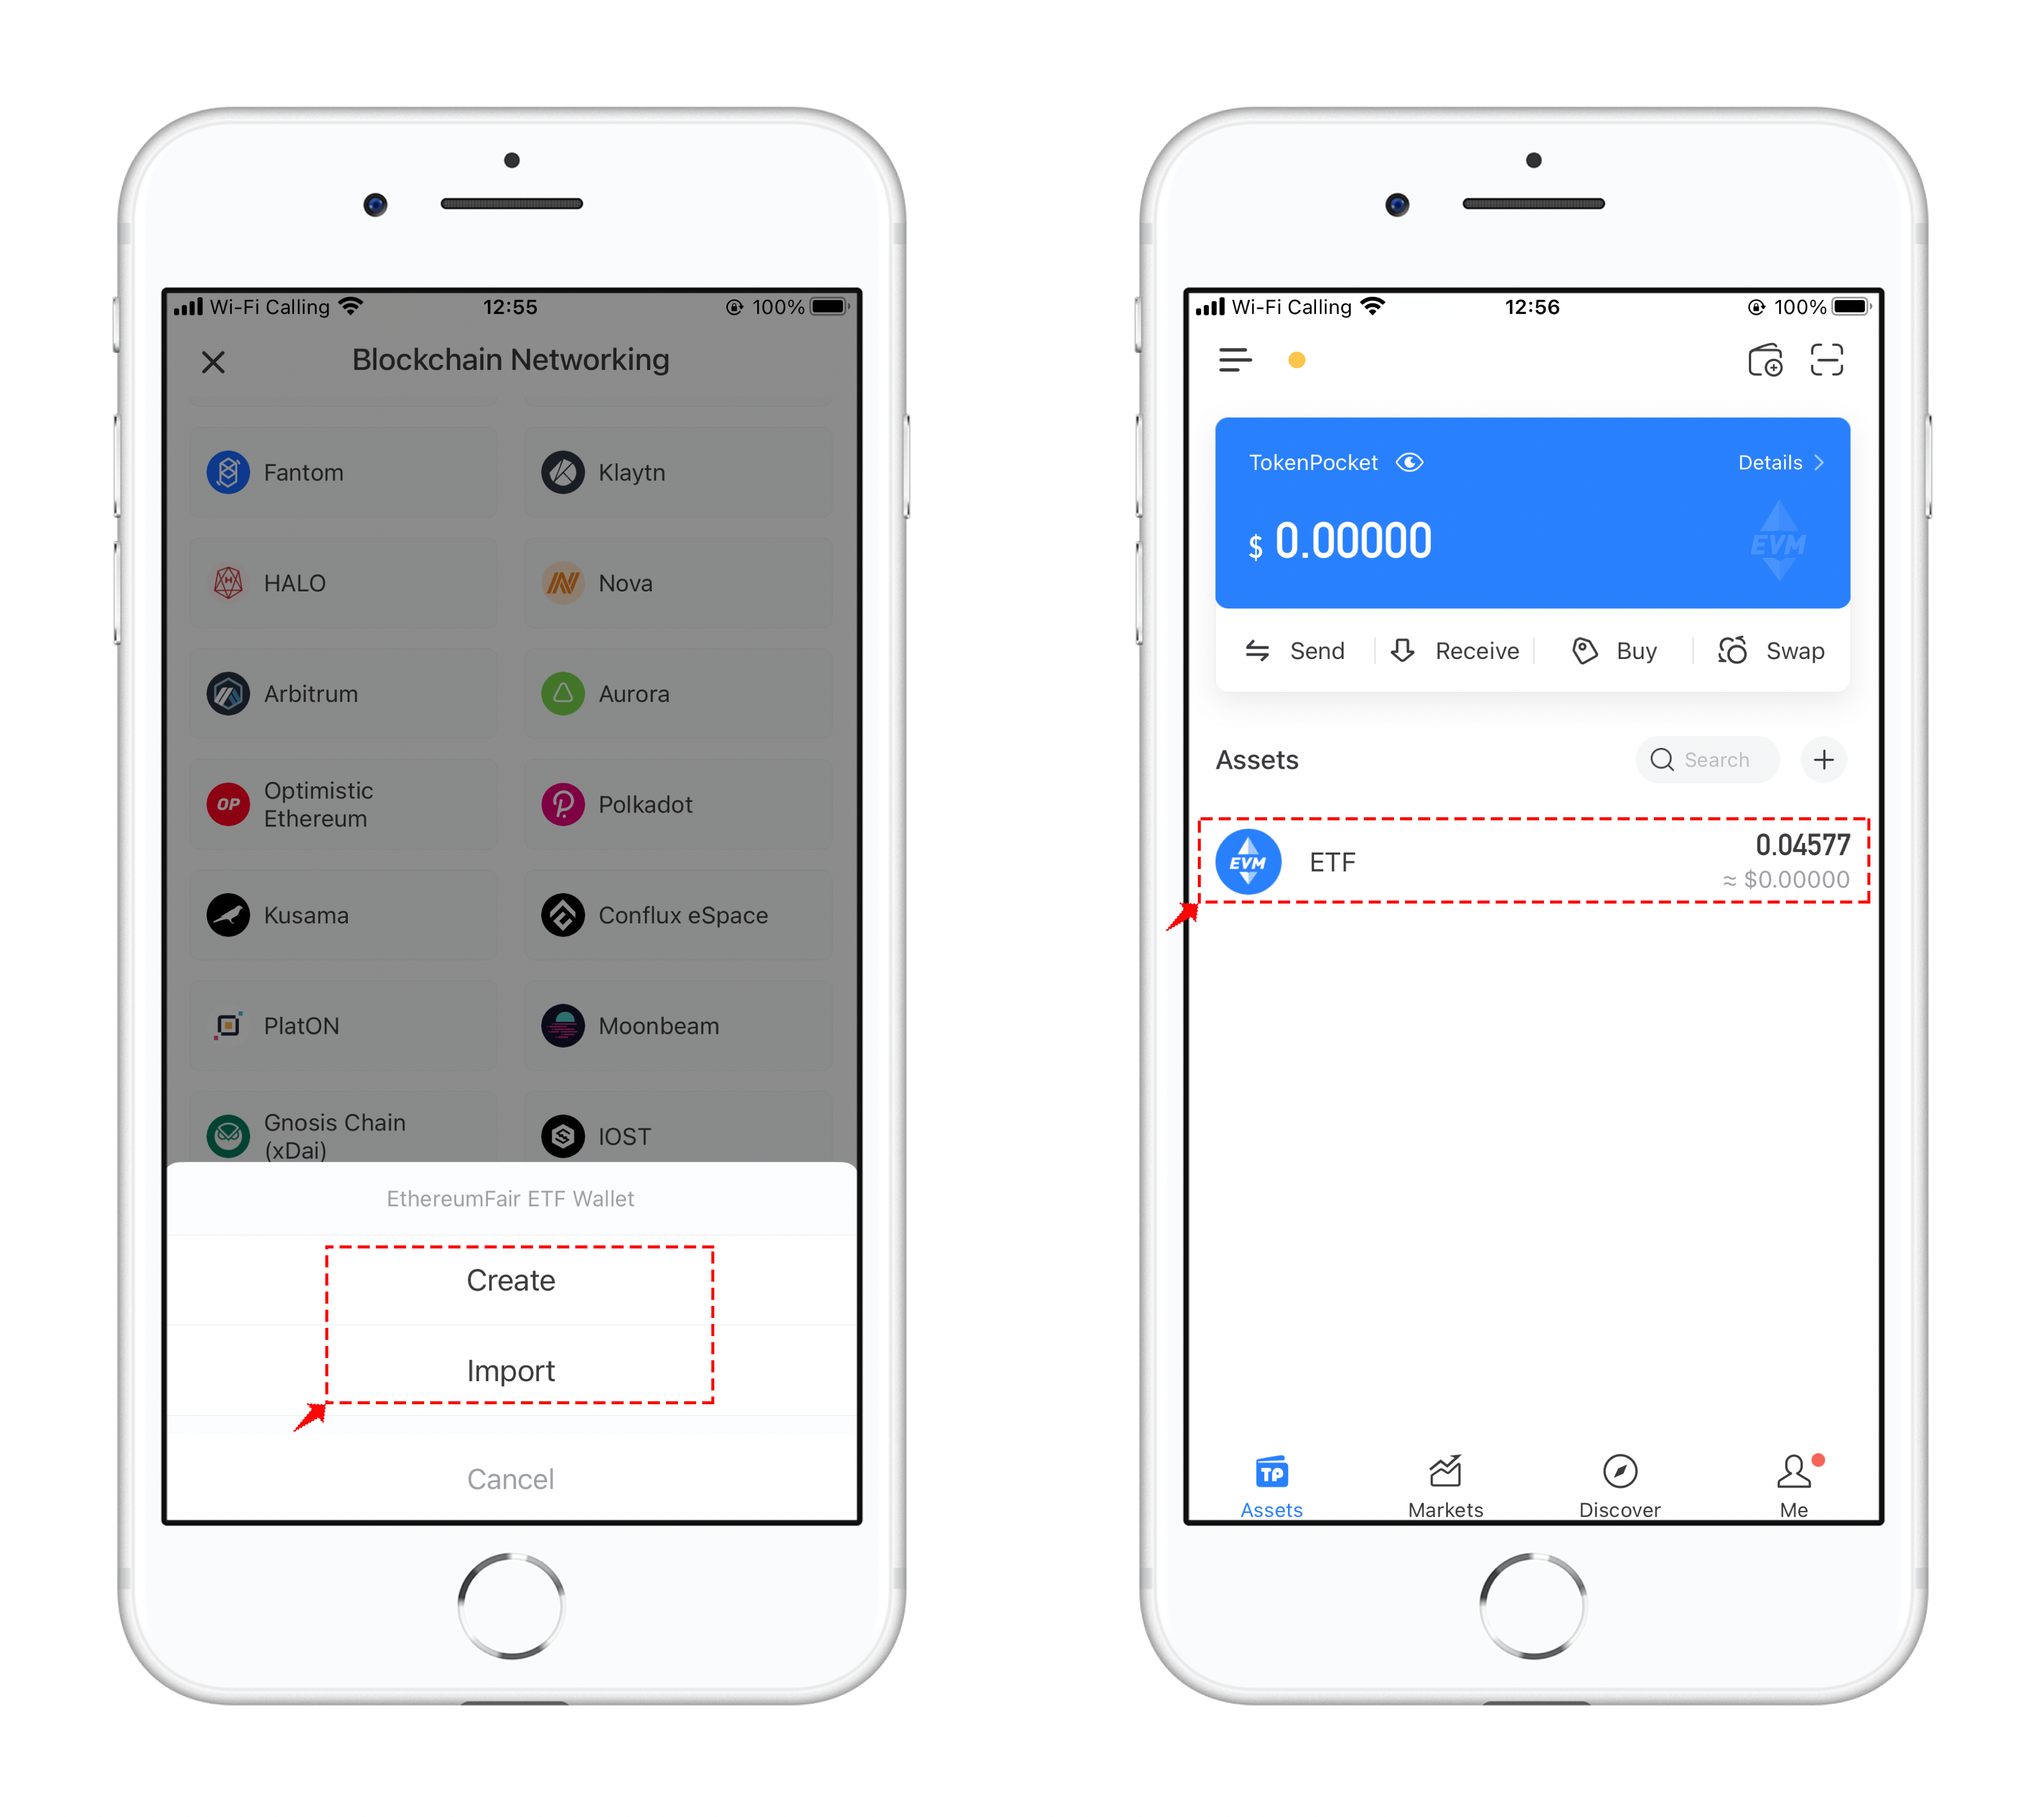 Wi-Fi Calling 12:55 100%
Blockchain Networking
Fantom
Klaytn
HALO
Nova
Arbitrum
Aurora
OP
Optimistic
Ethereum
Polkadot
Kusama
Conflux eSpace
PlatON
Moonbeam
Gnosis Chain
(xDai)
IOST
EthereumFair ETF Wallet
Create
Import
Cancel
Wi-Fi Calling 12:56 100%
TokenPocket
Details
$ 0.00000
EVM
Send
Receive
Buy
Swap
Assets
Search
EVM
ETF
0.04577
≈ $0.00000
TP
Assets
Markets
Discover
Me